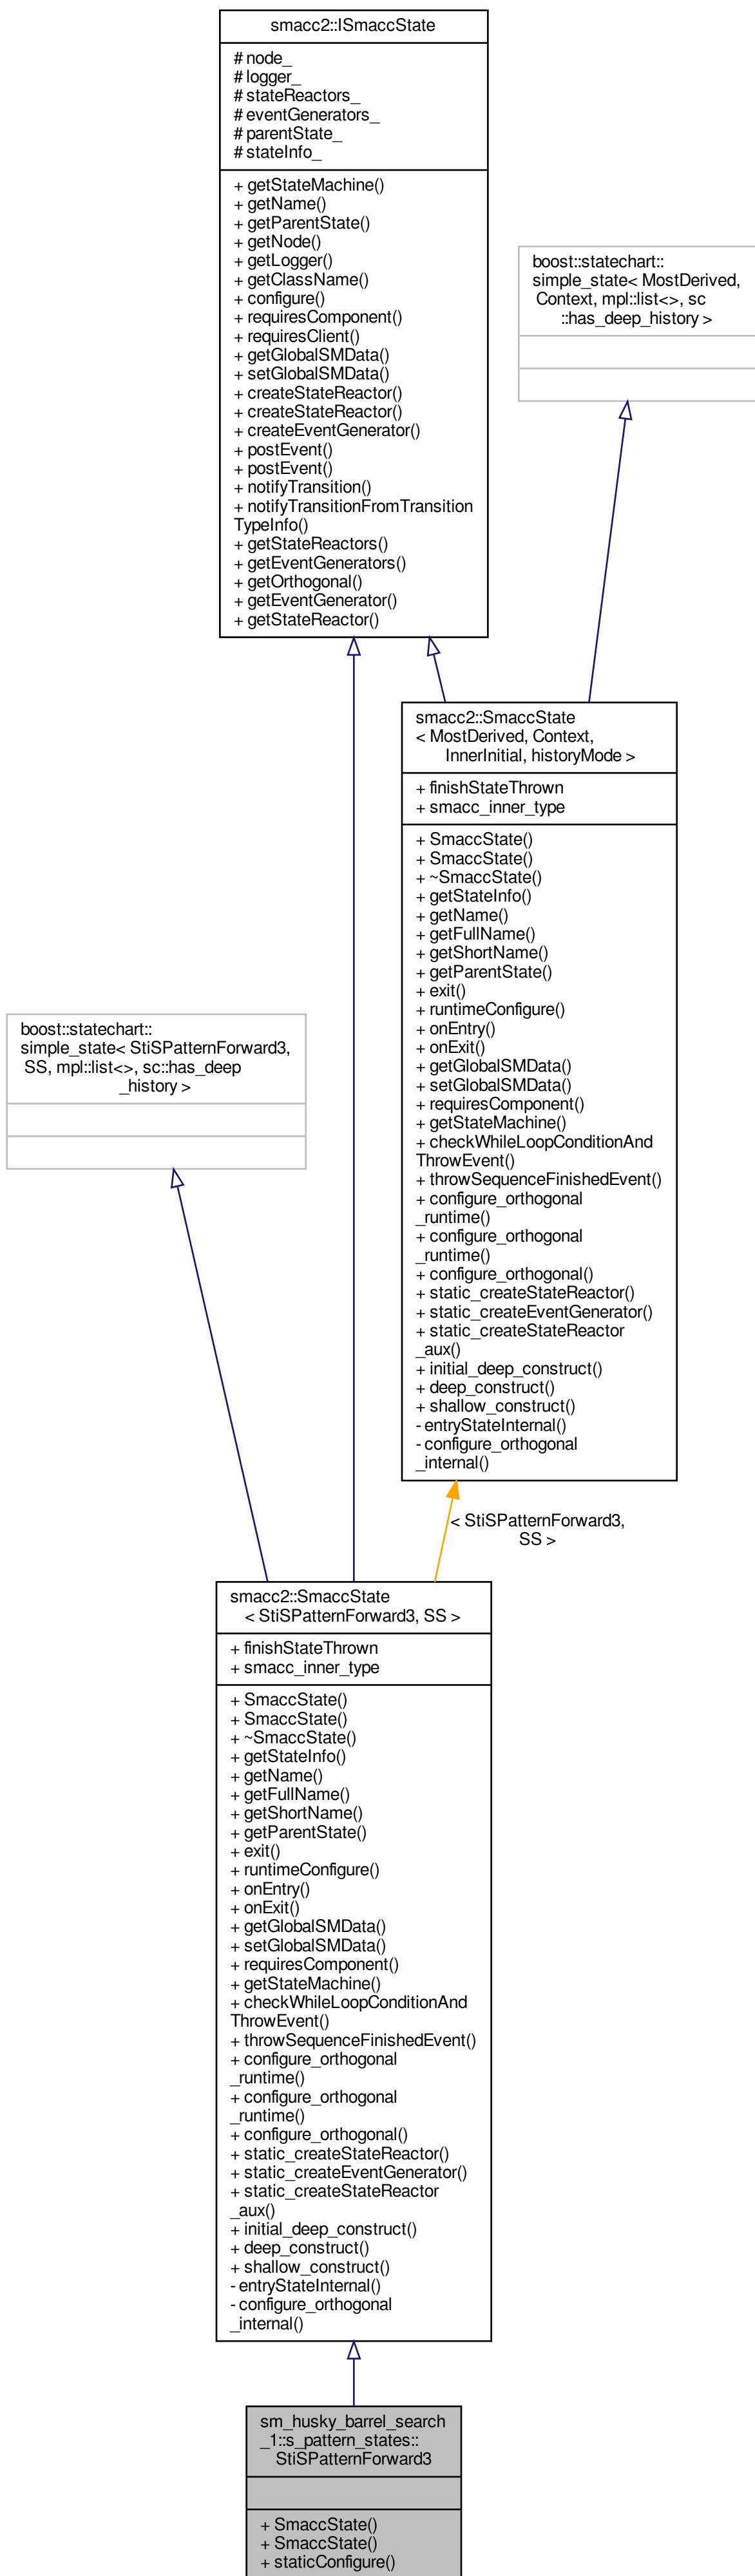 smacc2::ISmaccState
# node_
# logger_
# stateReactors_
# eventGenerators_
# parentState_
# stateInfo_
+ getStateMachine()
+ getName()
+ getParentState()
+ getNode()
+ getLogger()
+ getClassName()
+ configure()
+ requiresComponent()
+ requiresClient()
+ getGlobalSMData()
+ setGlobalSMData()
+ createStateReactor()
+ createStateReactor()
+ createEventGenerator()
+ postEvent()
+ postEvent()
+ notifyTransition()
+ notifyTransitionFromTransition
TypeInfo()
+ getStateReactors()
+ getEventGenerators()
+ getOrthogonal()
+ getEventGenerator()
+ getStateReactor()
boost::statechart::
simple_state< MostDerived,
Context, mpl::list<>, sc
::has_deep_history >
smacc2::SmaccState
< MostDerived, Context,
InnerInitial, historyMode >
+ finishStateThrown
+ smacc_inner_type
+ SmaccState()
+ SmaccState()
+ ~SmaccState()
+ getStateInfo()
+ getName()
+ getFullName()
+ getShortName()
+ getParentState()
+ exit()
+ runtimeConfigure()
+ onEntry()
+ onExit()
+ getGlobalSMData()
+ setGlobalSMData()
+ requiresComponent()
+ getStateMachine()
+ checkWhileLoopConditionAnd
ThrowEvent()
+ throwSequenceFinishedEvent()
+ configure_orthogonal
_runtime()
+ configure_orthogonal
_runtime()
+ configure_orthogonal()
+ static_createStateReactor()
+ static_createEventGenerator()
+ static_createStateReactor
_aux()
+ initial_deep_construct()
+ deep_construct()
+ shallow_construct()
- entryStateInternal()
- configure_orthogonal
_internal()
boost::statechart::
simple_state< StiSPatternForward3,
SS, mpl::list<>, sc::has_deep
_history >
< StiSPatternForward3,
SS >
smacc2::SmaccState
< StiSPatternForward3, SS >
+ finishStateThrown
+ smacc_inner_type
+ SmaccState()
+ SmaccState()
+ ~SmaccState()
+ getStateInfo()
+ getName()
+ getFullName()
+ getShortName()
+ getParentState()
+ exit()
+ runtimeConfigure()
+ onEntry()
+ onExit()
+ getGlobalSMData()
+ setGlobalSMData()
+ requiresComponent()
+ getStateMachine()
+ checkWhileLoopConditionAnd
ThrowEvent()
+ throwSequenceFinishedEvent()
+ configure_orthogonal
_runtime()
+ configure_orthogonal
_runtime()
+ configure_orthogonal()
+ static_createStateReactor()
+ static_createEventGenerator()
+ static_createStateReactor
_aux()
+ initial_deep_construct()
+ deep_construct()
+ shallow_construct()
- entryStateInternal()
- configure_orthogonal
_internal()
sm_husky_barrel_search
_1::s_pattern_states::
StiSPatternForward3
+ SmaccState()
+ SmaccState()
+ staticConfigure()